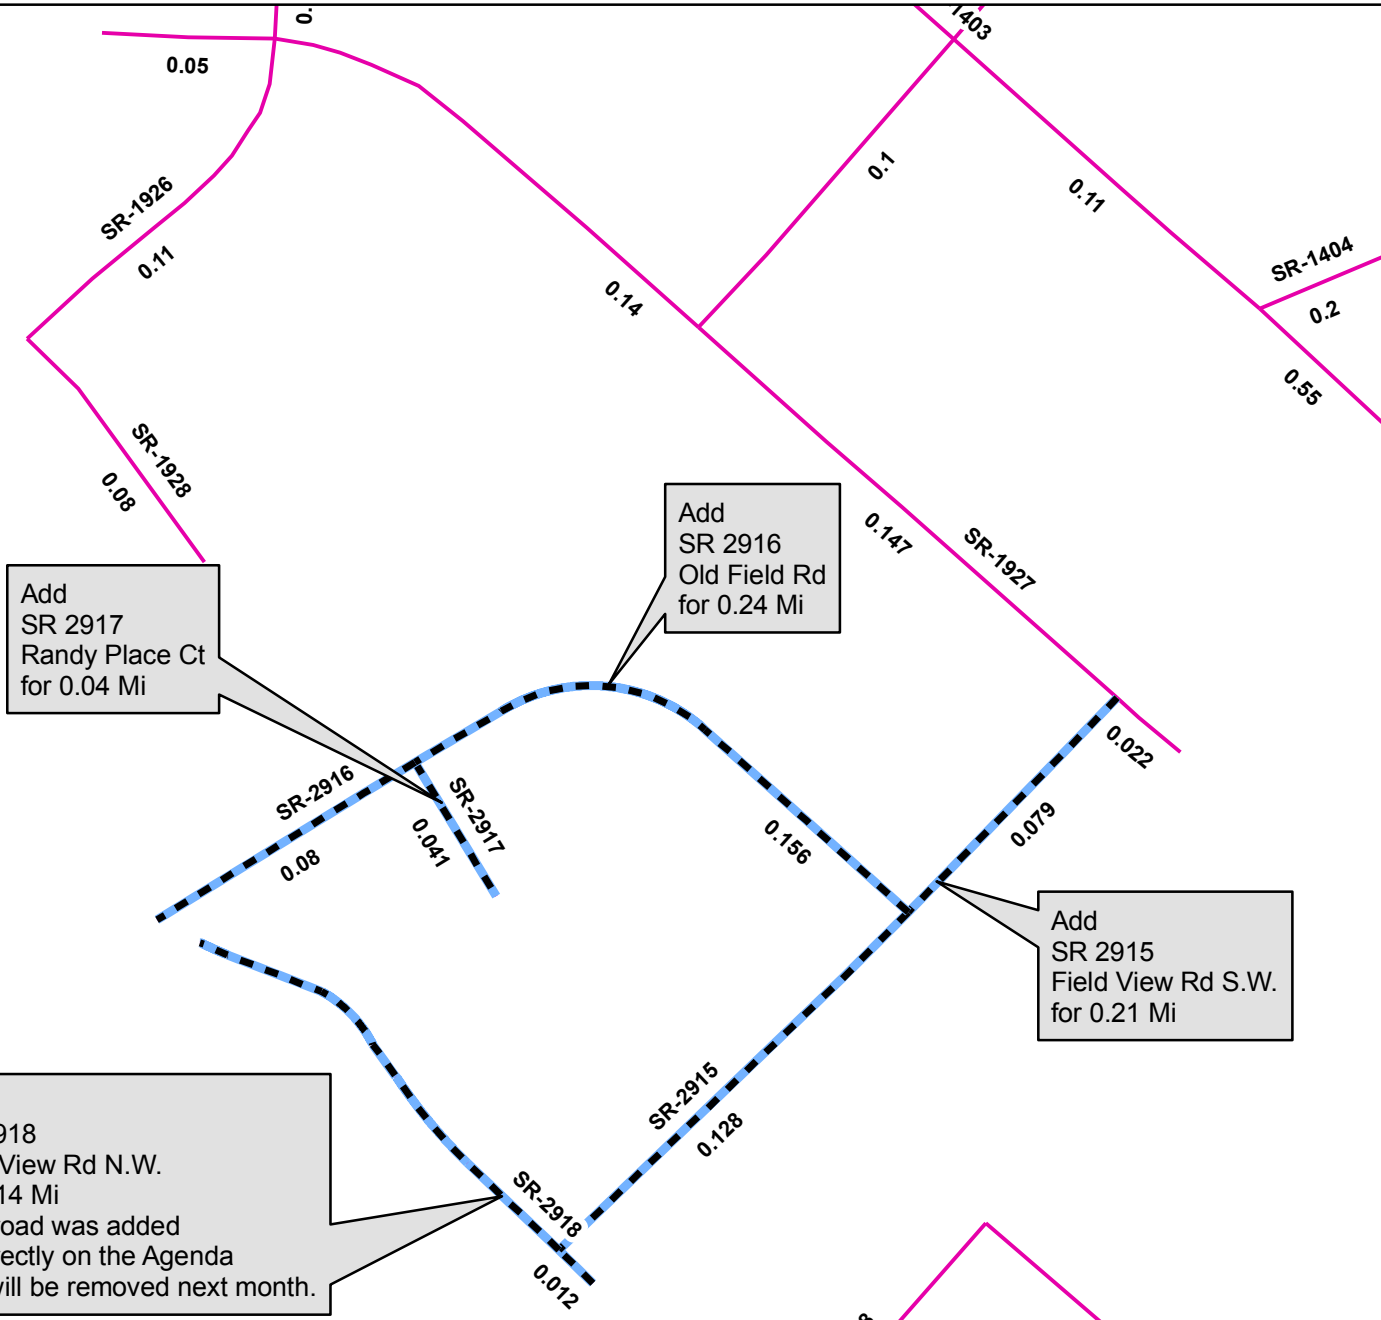 0.
1403
0.05
0.1
0.11
SR-1926
0.11
SR-1404
0.2
0.14
0.55
SR-1928
0.08
Add
SR 2916
Old Field Rd
for 0.24 Mi
0.147
SR-1927
Add
SR 2917
Randy Place Ct
for 0.04 Mi
0.022
SR-2916
0.08
SR-2917
0.041
0.156
0.079
Add
SR 2915
Field View Rd S.W.
for 0.21 Mi
SR-2915
0.128
918
View Rd N.W.
14 Mi
road was added
rectly on the Agenda
will be removed next month.
SR-2918
0.012